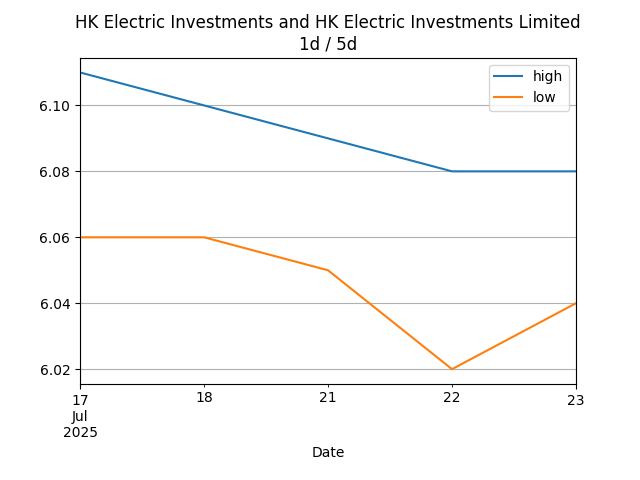 HK Electric Investments and HK Electric Investments Limited
1d / 5d
high
low
6.10
6.08
6.06
6.04
6.02
17 18 21 22 23
Jul
2025
Date